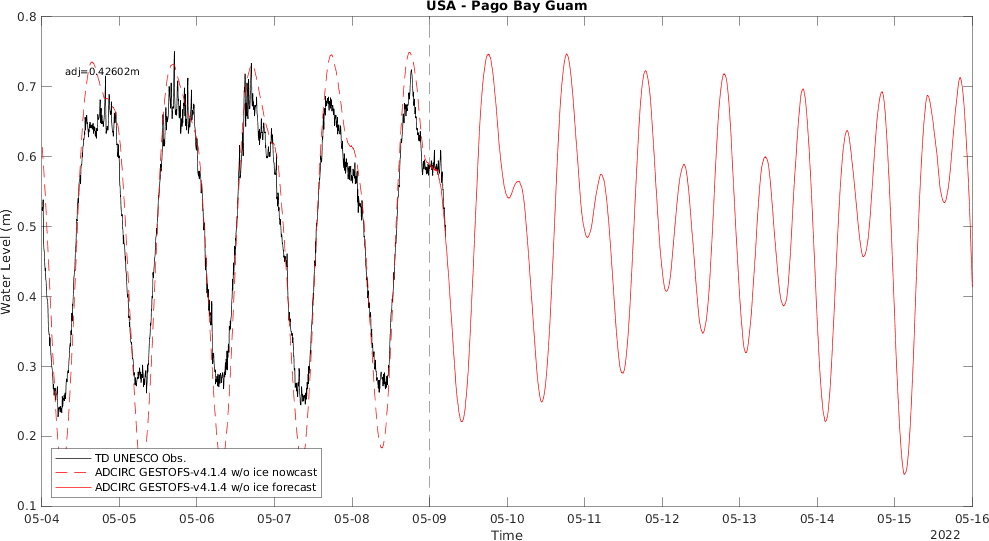 USA - Pago Bay Guam
adj=0.42602m
Water Level (m)
0.8
0.7
0.6
0.5
0.4
0.3
0.2
0.1
TD UNESCO Obs.
ADCIRC GESTOFS-v4.1.4 w/o ice nowcast
ADCIRC GESTOFS-v4.1.4 w/o ice forecast
05-04 05-05 05-06 05-07 05-08 05-09 05-10 05-11 05-12 05-13 05-14 05-15 05-16
Time
2022